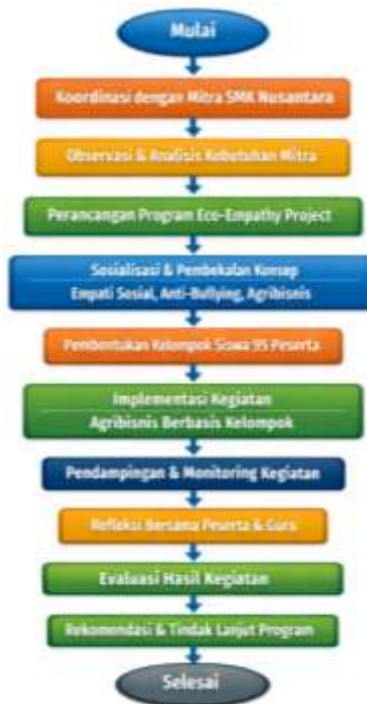 Mulai
Koordinasi dengan Mitra SMK Nusantara
Observasi & Analisis Kebutuhan Mitra
Perancangan Program Eco-Empathy Project
Sosialisasi & Pembekalan Konsep
Empati Sosial, Anti-Bullying, Agribisnis
Pembentukan Kelompok Siswa 95 Peserta
Implementasi Kegiatan
Agribisnis Berbasis Kelompok
Pendampingan & Monitoring Kegiatan
Refleksi Bersama Peserta & Guru
Evaluasi Hasil Kegiatan
Rekomendasi & Tindak Lanjut Program
Selesai